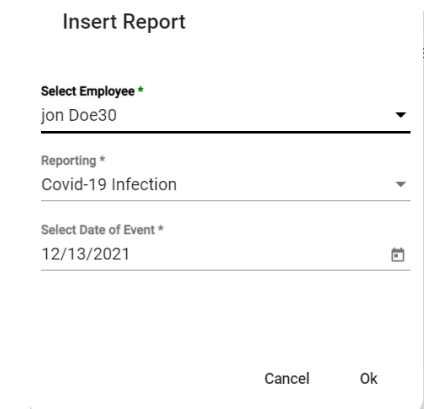 Insert Report
Select Employee *
jon Doe30
Reporting *
Covid-19 Infection
Select Date of Event *
12/13/2021
Cancel Ok